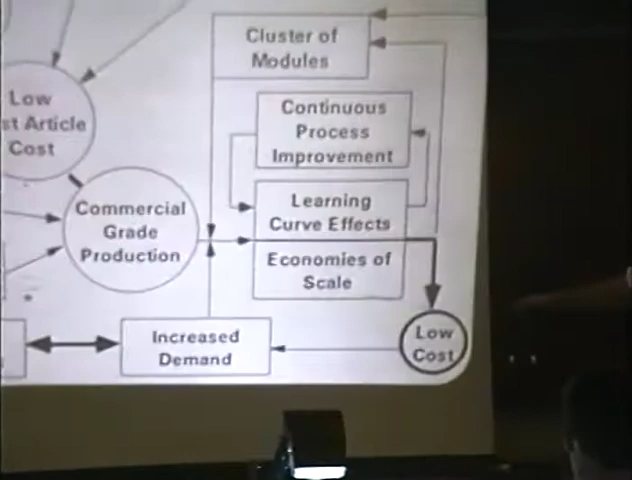 Cluster of
Modules
Low
st Article
Cost
Continuous
Process
Improvement
Commercial
Grade
Production
Learning
Curve Effects
Economies of
Scale
Increased
Demand
Low
Cost